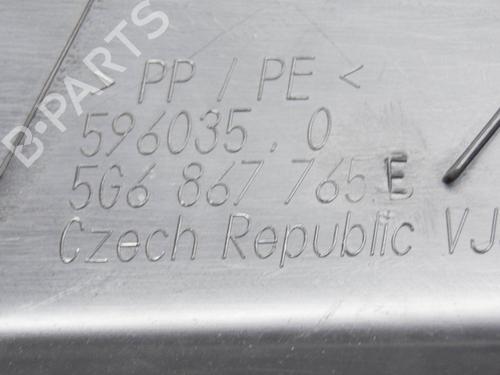 B-PARTS
> PP / PE <
596035 . 0
5G6 867 765 E
Czech Republic VJ